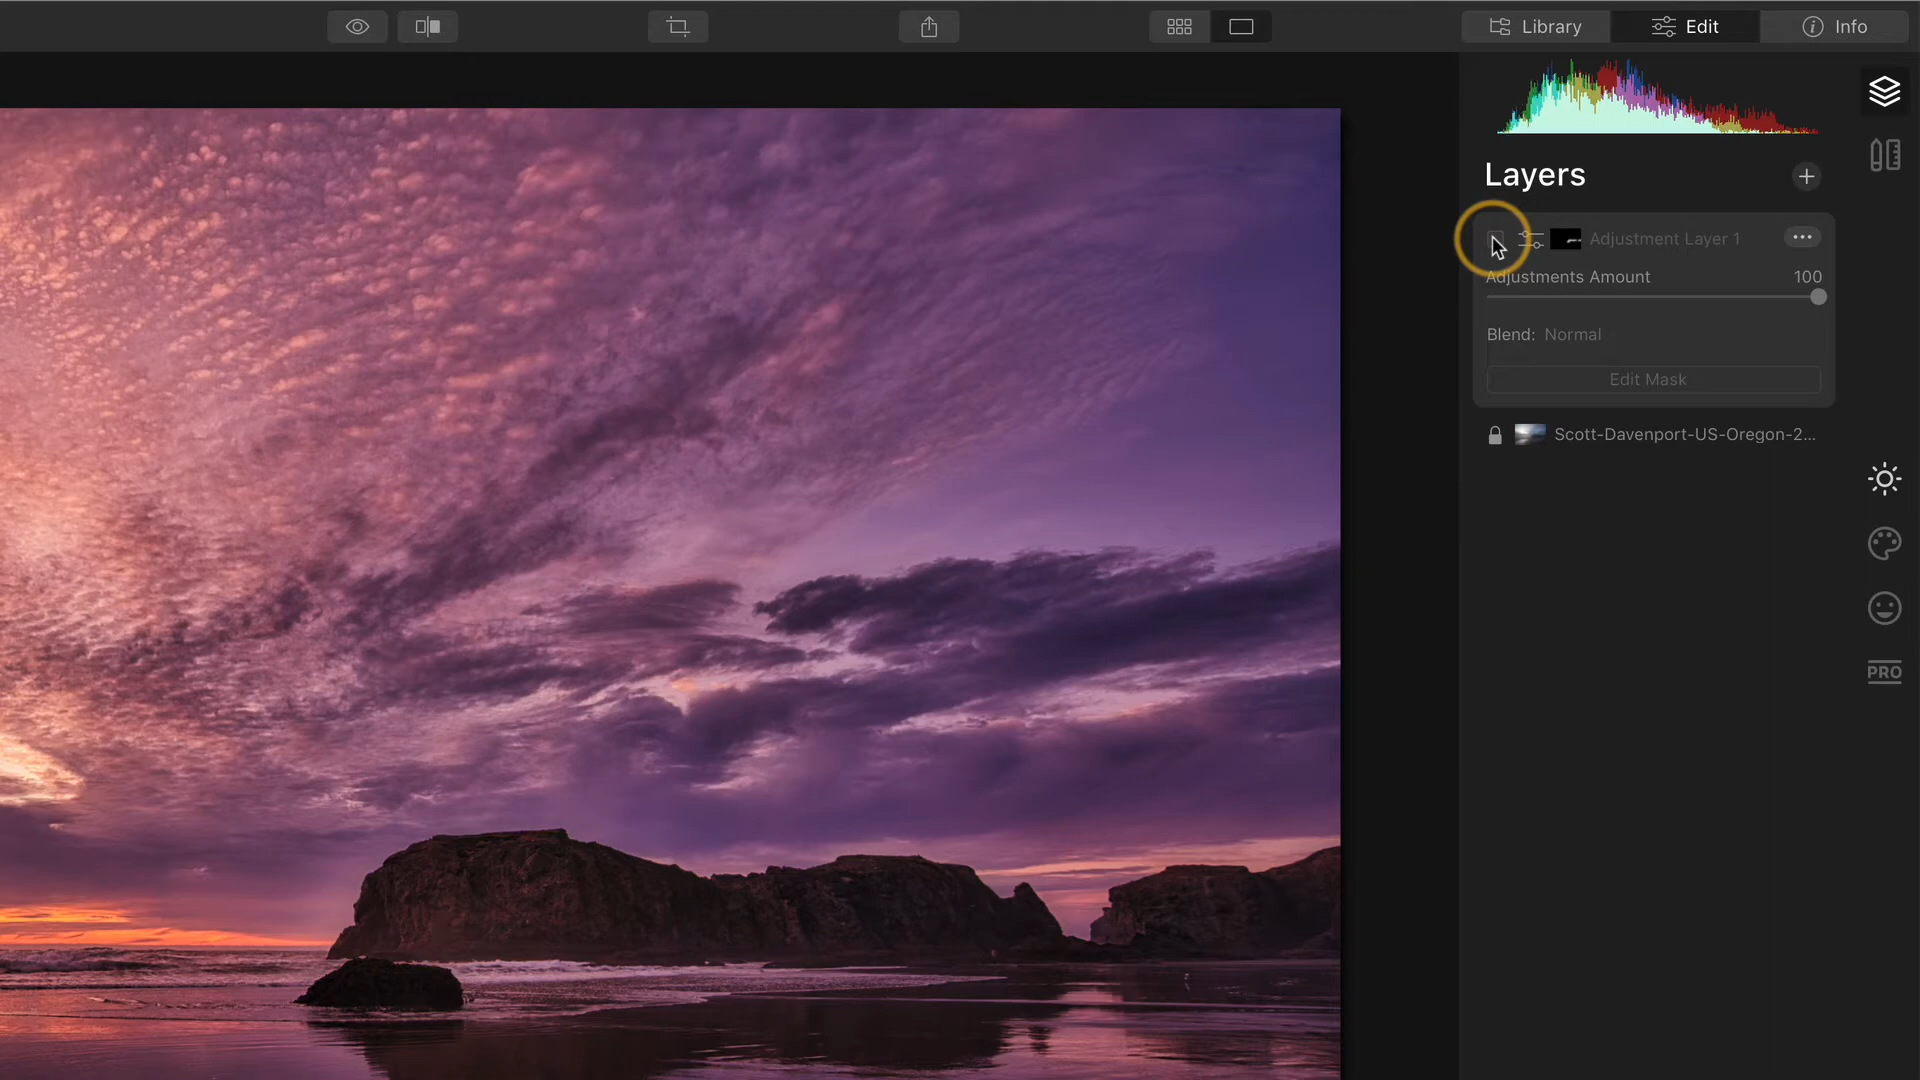 Library
Edit
Info
Layers
Adjustment Layer 1
Adjustments Amount 100
Blend: Normal
Edit Mask
Scott-Davenport-US-Oregon-2...
PRO